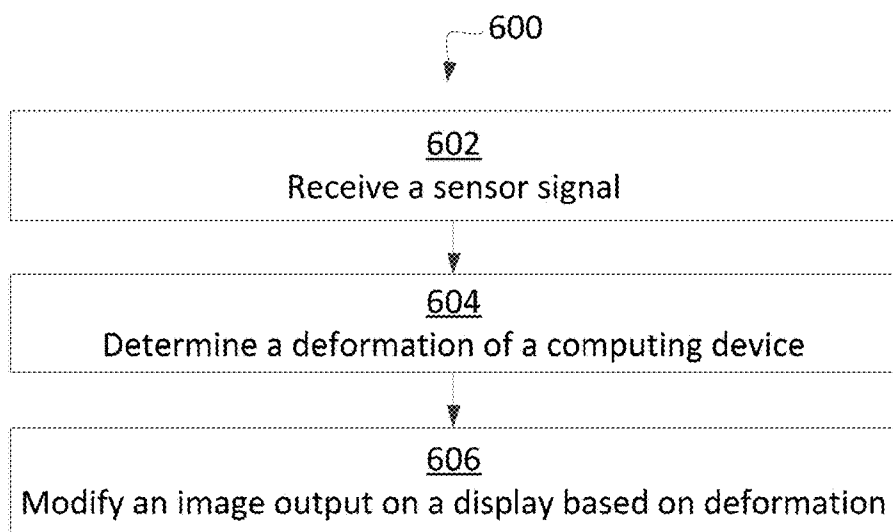 600
602
Receive a sensor signal
604
Determine a deformation of a computing device
606
Modify an image output on a display based on deformation